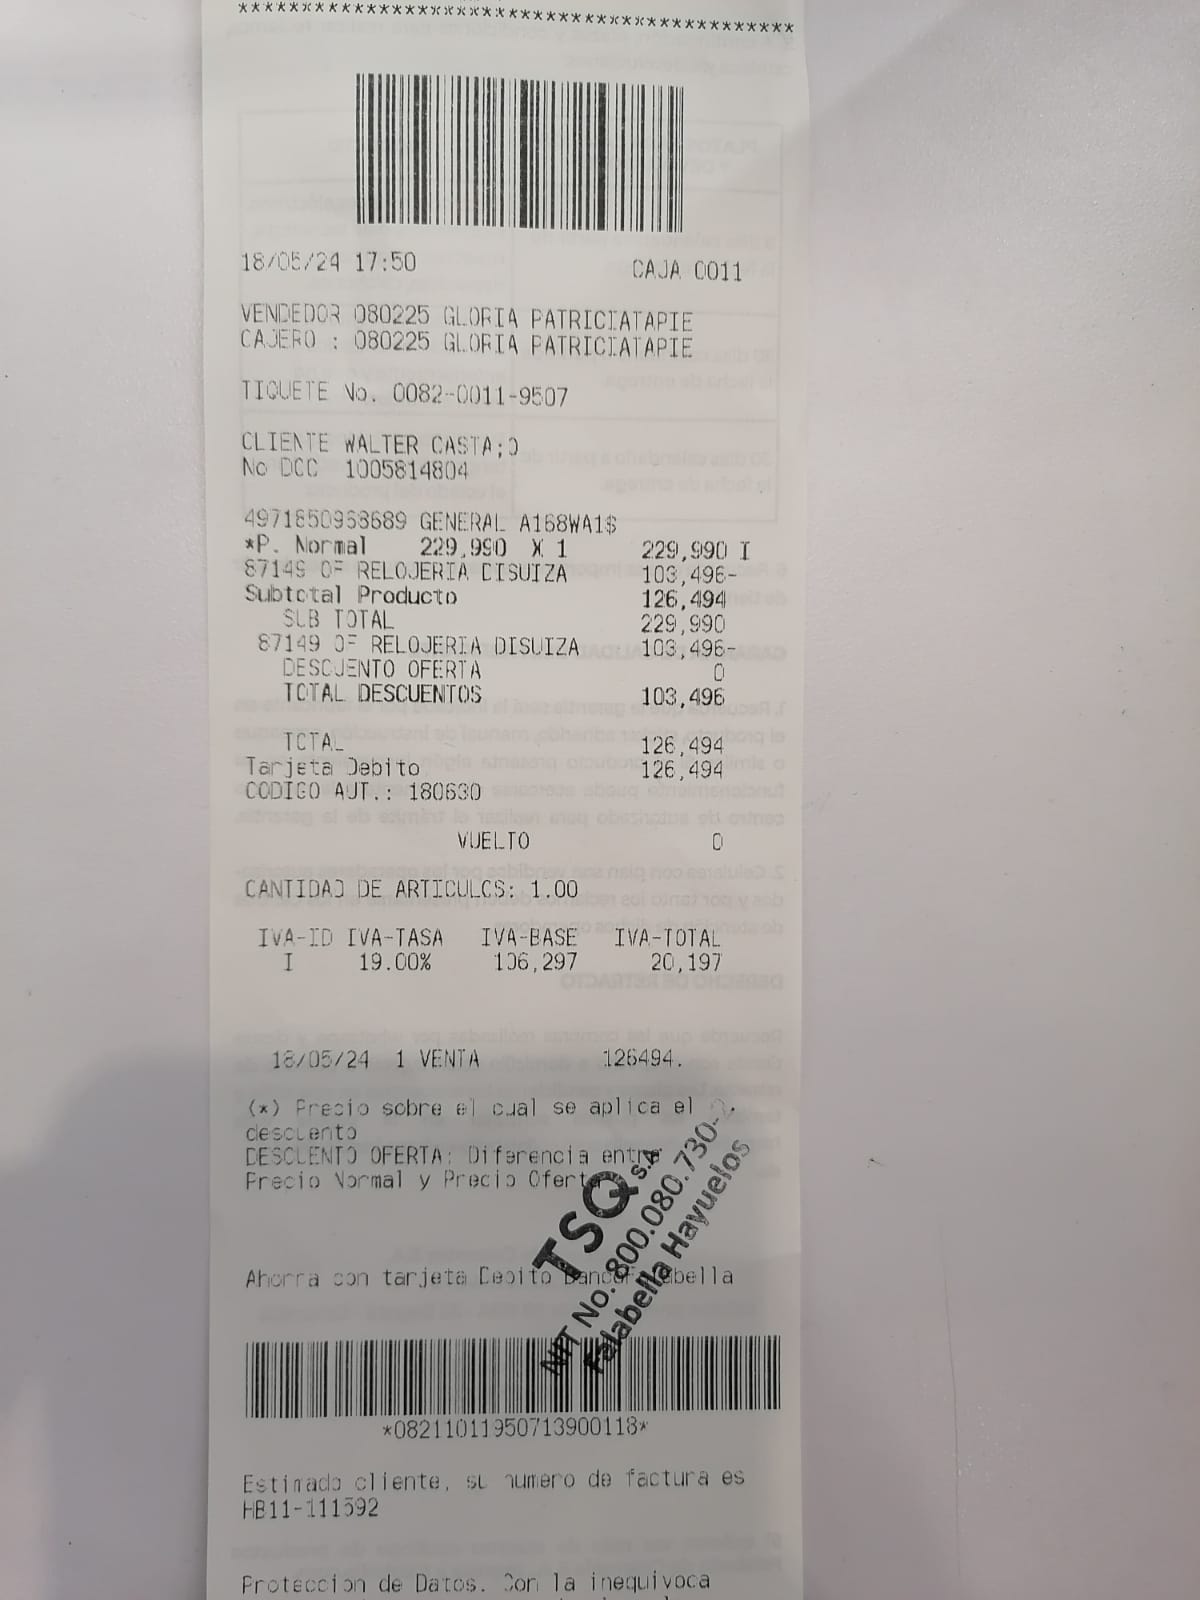 ******************************************
18/05/24 17:50 CAJA 0011
VENDEDOR 080225 GLORIA PATRICIATAPIE
CAJERO : 080225 GLORIA PATRICIATAPIE
TIQUETE No. 0082-0011-9507
CLIENTE WALTER CASTA;O
No DOC 1005814804
4971850968689 GENERAL A168WA1$
*P. Normal 229,990 X 1 229,990 I
87149 OF RELOJERIA DISUIZA 103,496-
Subtotal Producto 126,494
SUB TOTAL 229,990
87149 OF RELOJERIA DISUIZA 103,496-
DESCUENTO OFERTA 0
TOTAL DESCUENTOS 103,496
TOTAL 126,494
Tarjeta Debito 126,494
CODIGO AUT.: 180630
VUELTO 0
CANTIDAD DE ARTICULOS: 1.00
IVA-ID IVA-TASA IVA-BASE IVA-TOTAL
I 19.00% 106,297 20,197
18/05/24 1 VENTA 126494.
(*) Precio sobre el cual se aplica el
descuento
DESCUENTO OFERTA: Diferencia entre
Precio Normal y Precio Oferta
TSQ S.A
NIT No. 800.080.730-
Falabella Hayuelos
Ahorra con tarjeta Debito Banco Falabella
*08211011950713900118*
Estimado cliente, su numero de factura es
HB11-111592
Proteccion de Datos. Con la inequivoca